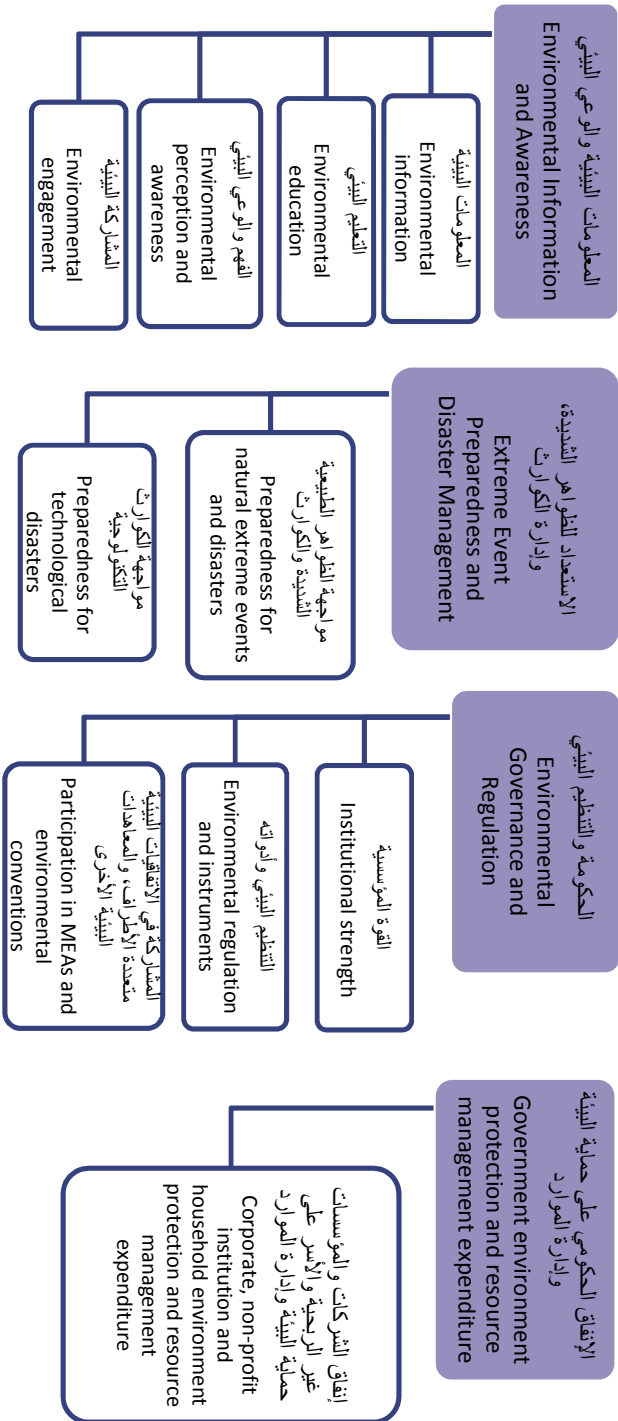 المعلومات البيئية والوعي البيئي
Environmental Information
and Awareness
المعلومات البيئية
Environmental
information
التعليم البيئي
Environmental
education
الفهم والوعي البيئي
Environmental
perception and
awareness
المشاركة البيئية
Environmental
engagement
الاستعداد للظواهر الشديدة،
وإدارة الكوارث
Extreme Event
Preparedness and
Disaster Management
مواجهة الظواهر الطبيعية
الشديدة والكوارث
Preparedness for
natural extreme events
and disasters
مواجهة الكوارث
التكنولوجية
Preparedness for
technological
disasters
الحكومة والتنظيم البيئي
Environmental
Governance and
Regulation
القوة المؤسسية
Institutional strength
التنظيم البيئي وأدواته
Environmental regulation
and instruments
المشاركة في الاتفاقيات البيئية
متعددة الأطراف، والمعاهدات
البيئية الأخرى
Participation in MEAs and
environmental
conventions
الإنفاق الحكومي على حماية البيئة
وإدارة الموارد
Government environment
protection and resource
management expenditure
إنفاق الشركات والمؤسسات
غير الربحية والأسر على
حماية البيئة وإدارة الموارد
Corporate, non-profit
institution and
household environment
protection and resource
management
expenditure